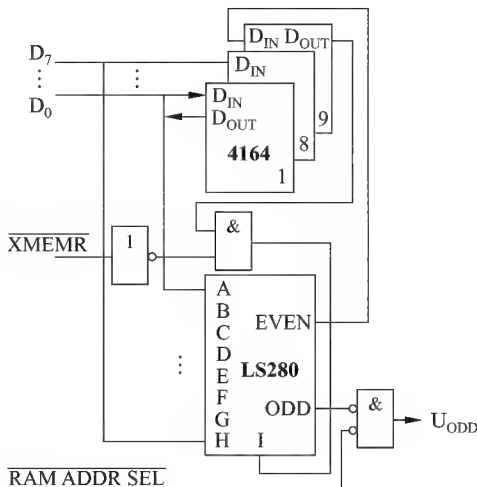 D_IN D_OUT
D_7
D_IN
D_0
D_IN
D_OUT
9
8
4164
1
&
XMEMR
1
A
B
EVEN
C
D
LS280
E
F
&
ODD
G
U_ODD
H I
RAM ADDR SEL